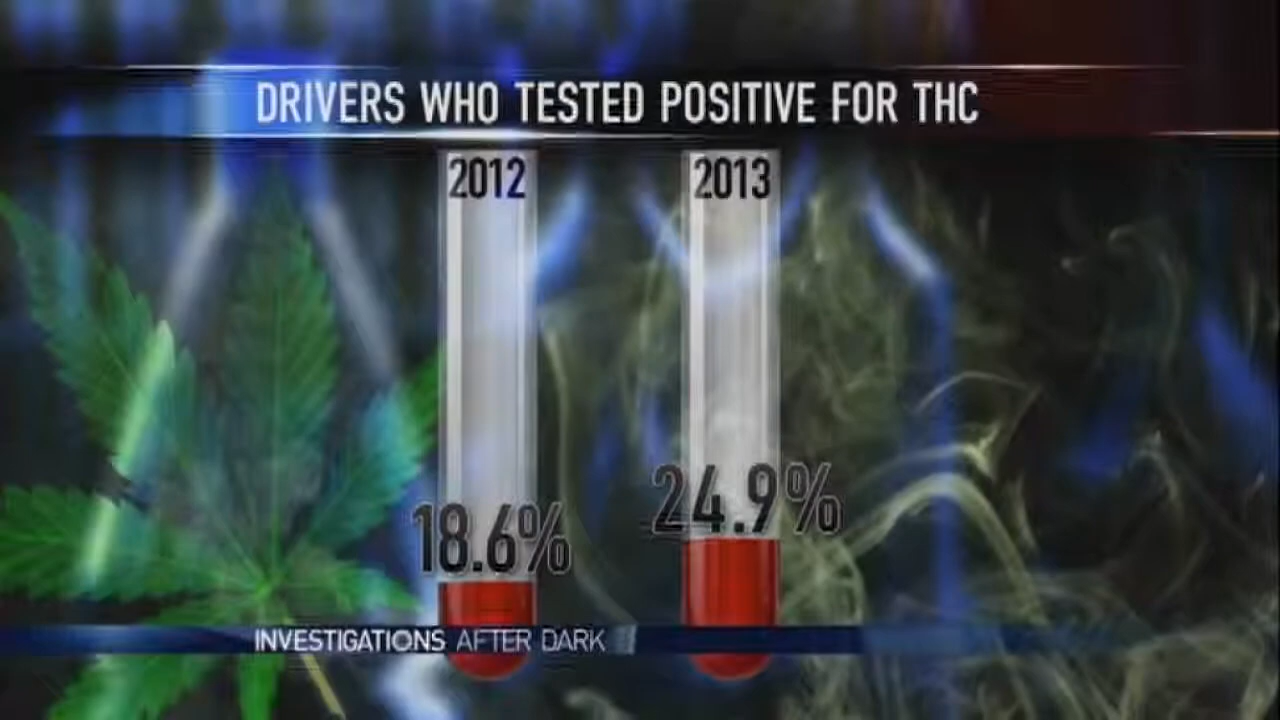 DRIVERS WHO TESTED POSITIVE FOR THC
2012 2013
18.6% 24.9%
INVESTIGATIONS AFTER DARK